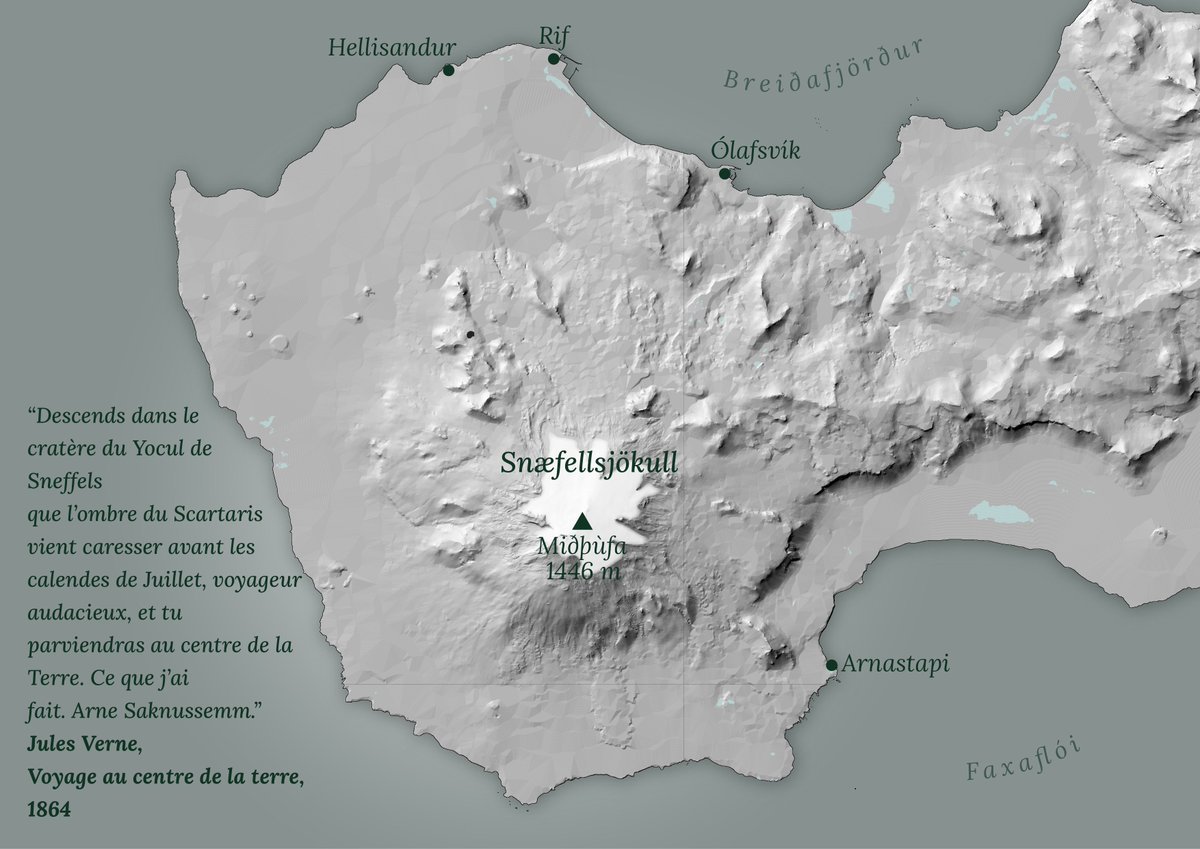 Hellisandur
Rif
Breiðafjörður
Ólafsvík
“Descends dans le
cratère du Yocul de
Sneffels
que l’ombre du Scartaris
vient caresser avant les
calendes de Juillet, voyageur
audacieux, et tu
parviendras au centre de la
Terre. Ce que j’ai
fait. Arne Saknussemm.”
Jules Verne,
Voyage au centre de la terre,
1864
Snæfellsjökull
Miðþùfa
1446 m
Arnastapi
Faxaflói